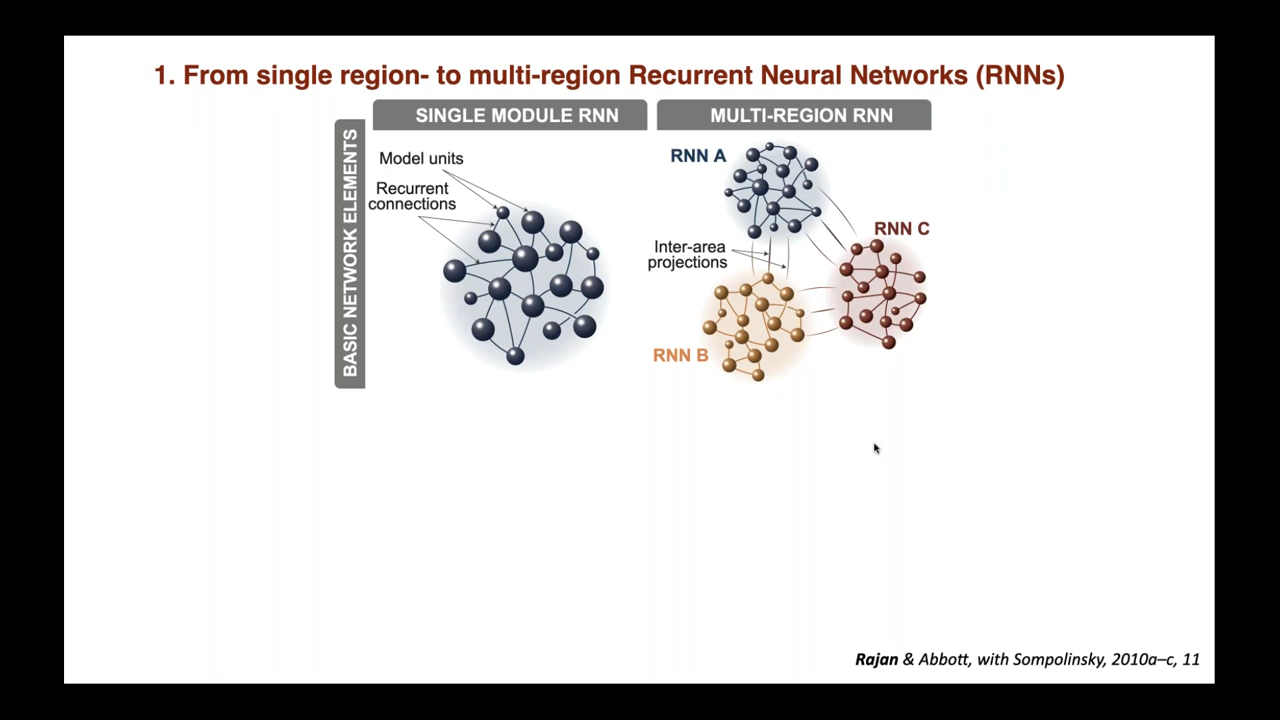 1. From single region- to multi-region Recurrent Neural Networks (RNNs)
SINGLE MODULE RNN
MULTI-REGION RNN
BASIC NETWORK ELEMENTS
Model units
Recurrent
connections
RNN A
RNN C
Inter-area
projections
RNN B
Rajan & Abbott, with Sompolinsky, 2010a–c, 11